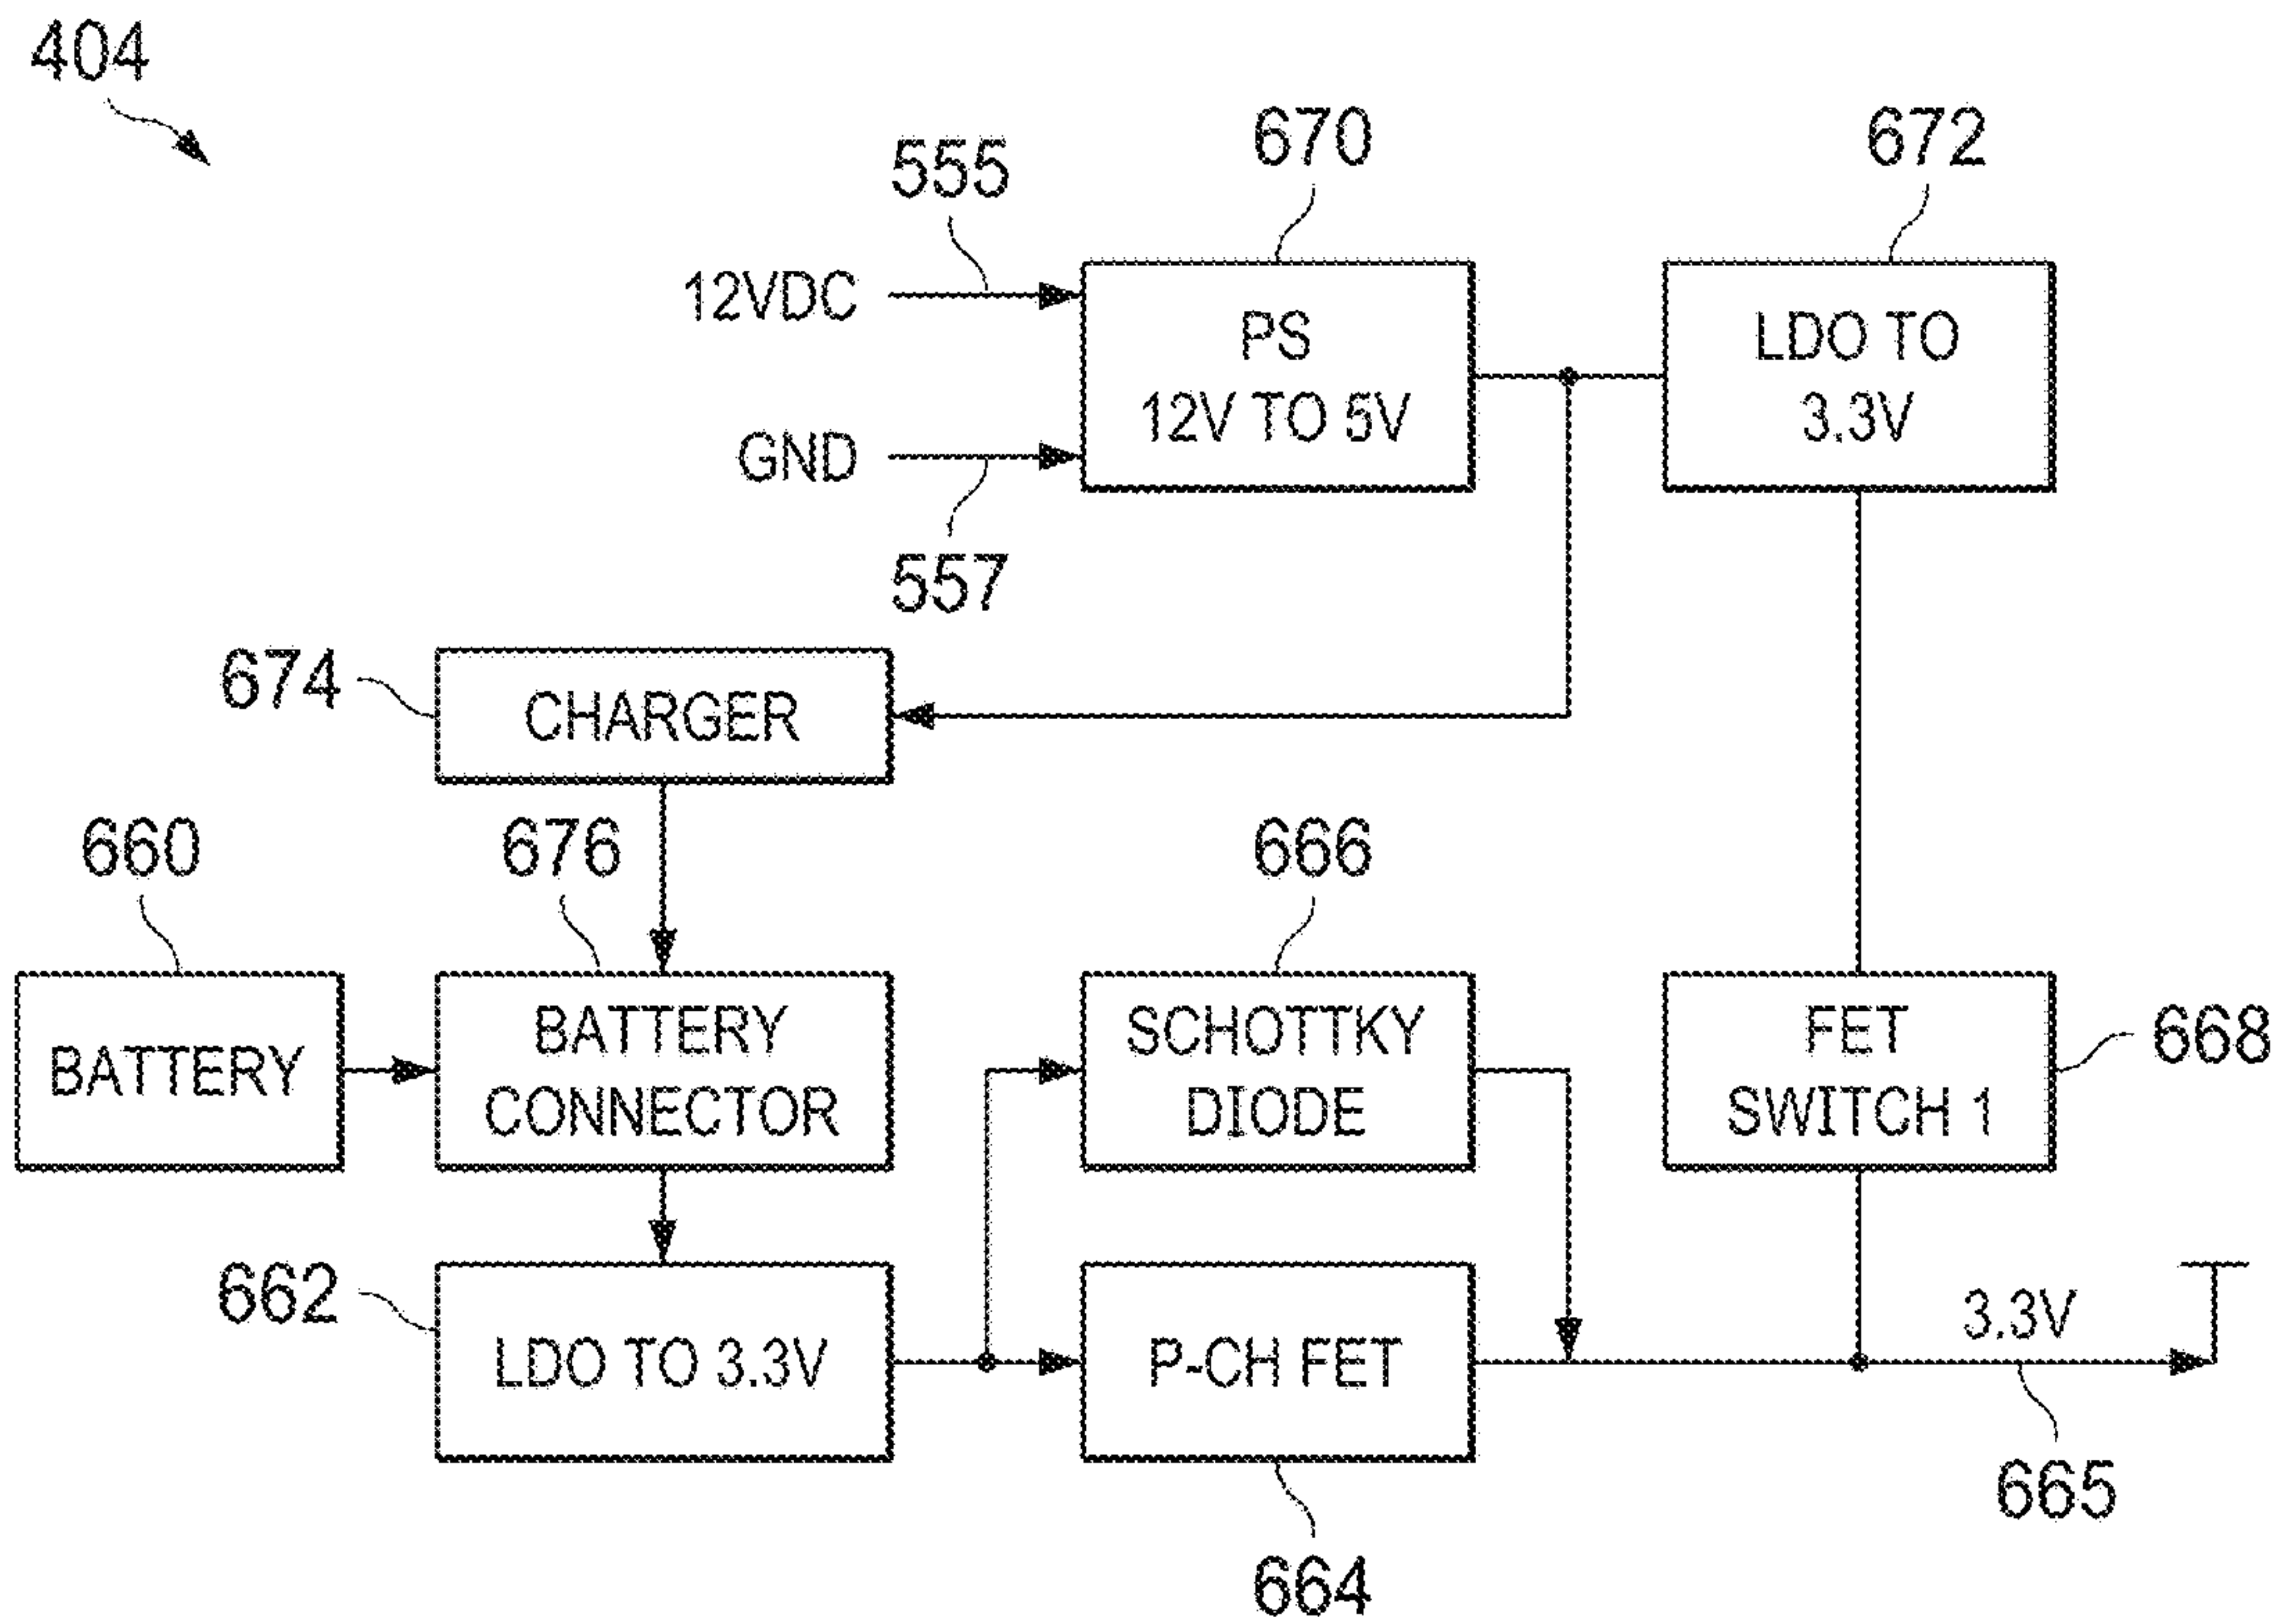 404
555
670
672
12VDC
PS
12V TO 5V
LDO TO
3.3V
GND
557
674
CHARGER
660
676
666
BATTERY
BATTERY
CONNECTOR
SCHOTTKY
DIODE
FET
SWITCH 1
668
662
LDO TO 3.3V
P-CH FET
3.3V
665
664